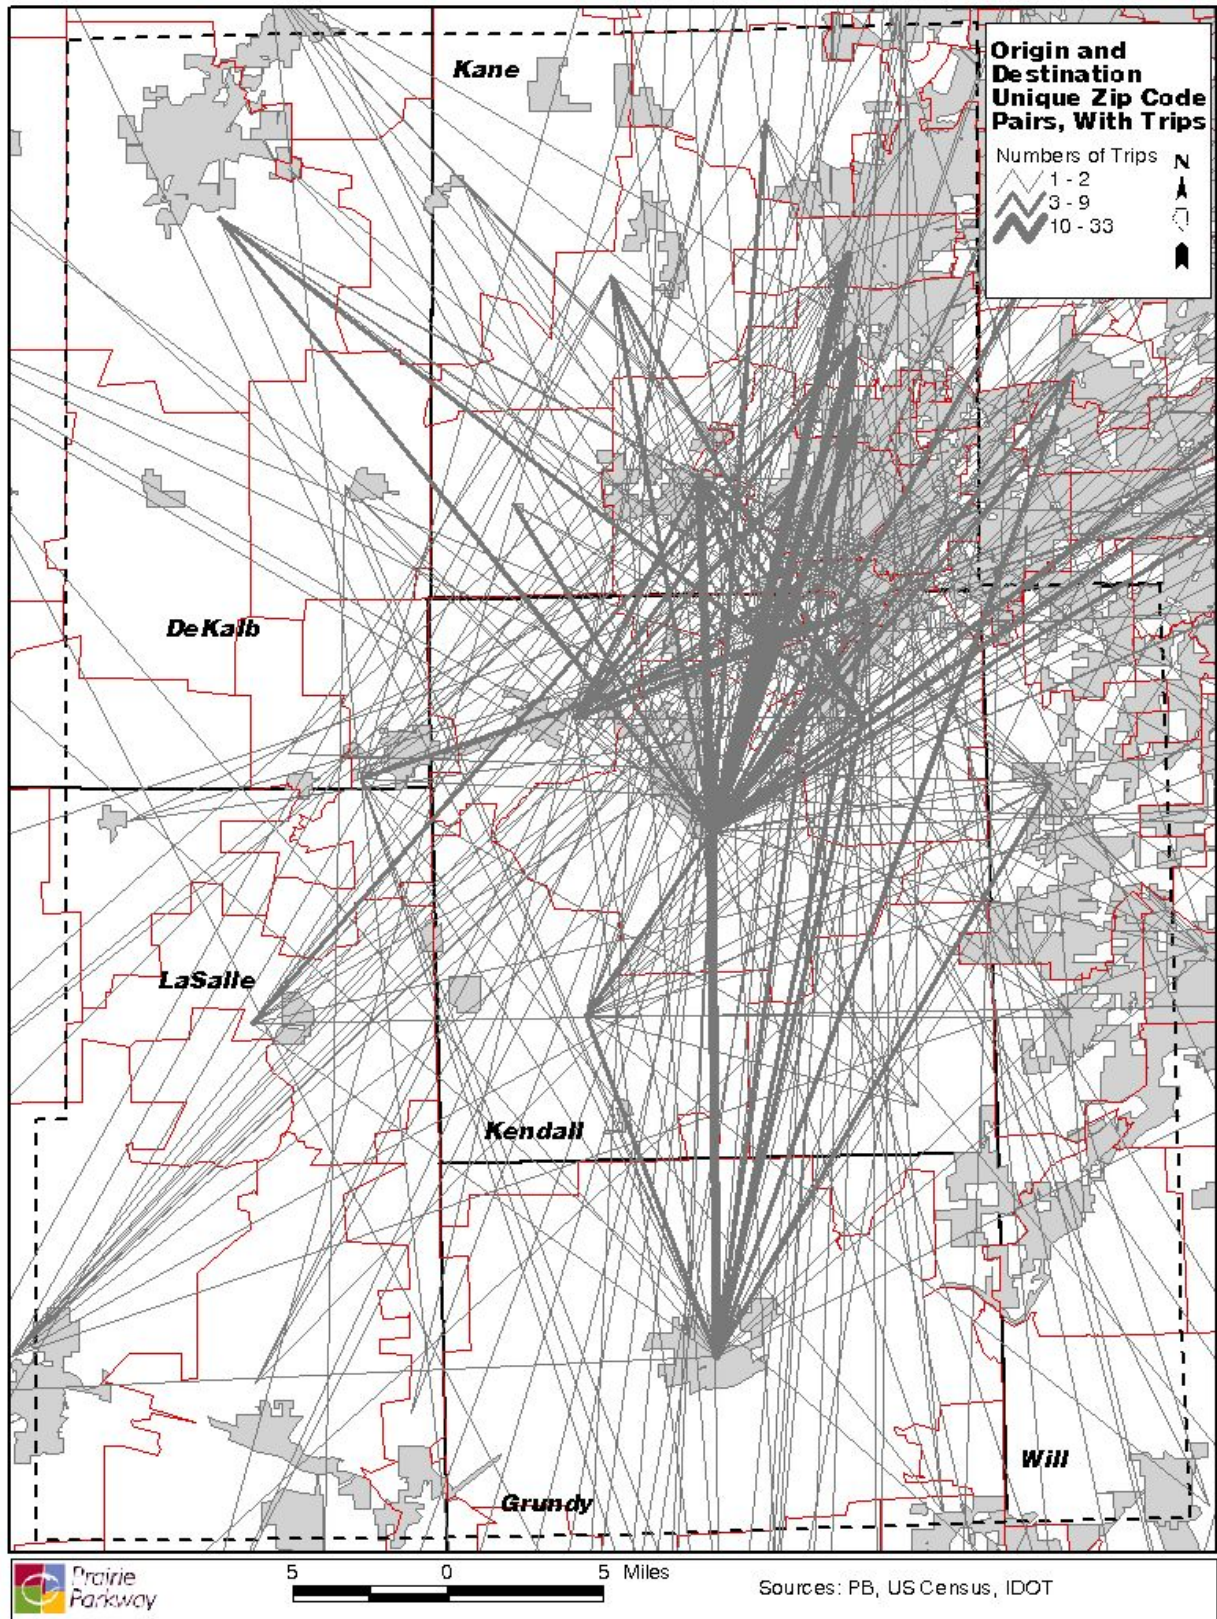 Origin and
Destination
Unique Zip Code
Pairs, With Trips
Numbers of Trips
N
1 - 2
3 - 9
10 - 33
Kane
DeKalb
LaSalle
Kendall
Will
Grundy
Prairie
Parkway
5 0 5 Miles
Sources: PB, US Census, IDOT